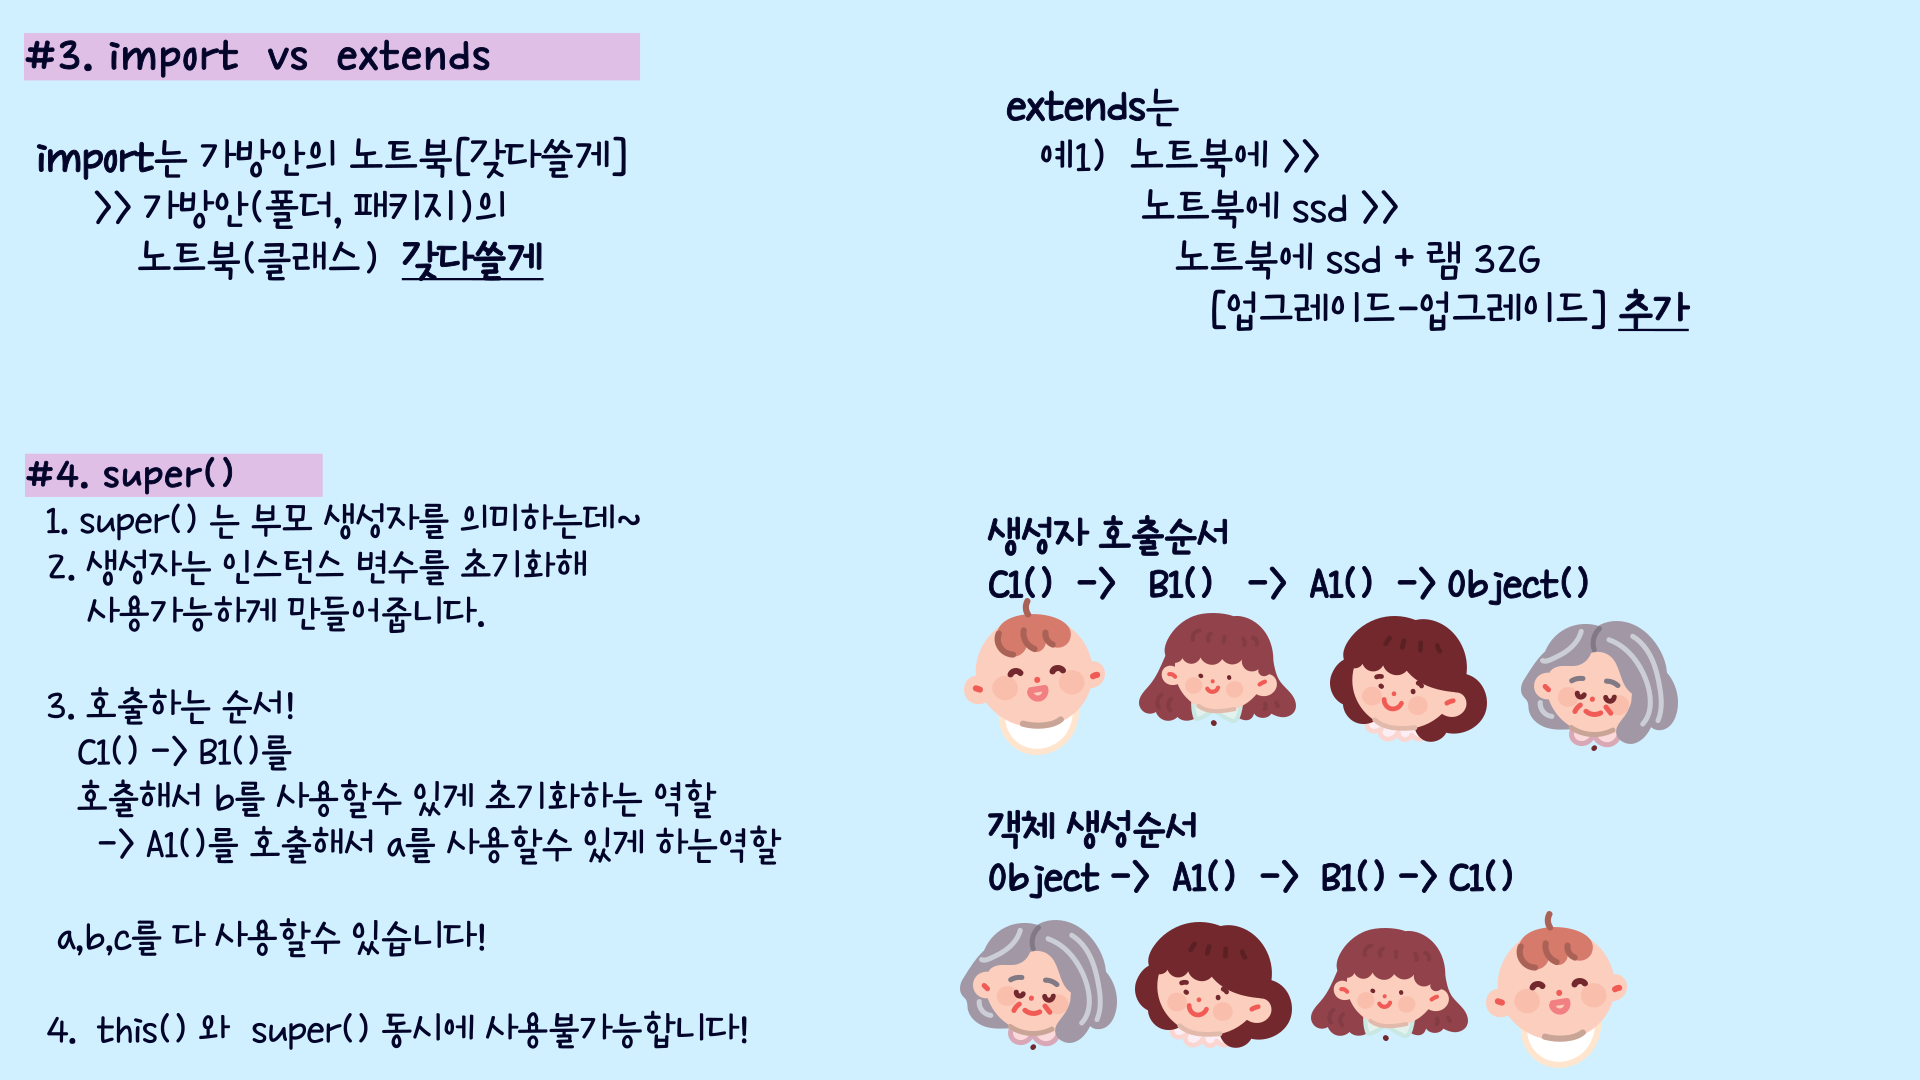 #3. import vs extends
import는 가방안의 노트북[갖다쓸게]
>> 가방안(폴더, 패키지)의
노트북(클래스) 갖다쓸게
extends는
예1) 노트북에 >>
노트북에 ssd >>
노트북에 ssd + 램 32G
[업그레이드-업그레이드] 추가
#4. super()
1. super() 는 부모 생성자를 의미하는데~
2. 생성자는 인스턴스 변수를 초기화해
사용가능하게 만들어줍니다.
3. 호출하는 순서!
C1() -> B1()를
호출해서 b를 사용할수 있게 초기화하는 역할
-> A1()를 호출해서 a를 사용할수 있게 하는역할
a,b,c를 다 사용할수 있습니다!
4. this() 와 super() 동시에 사용불가능합니다!
생성자 호출순서
C1() -> B1() -> A1() -> Object()
객체 생성순서
Object -> A1() -> B1() -> C1()